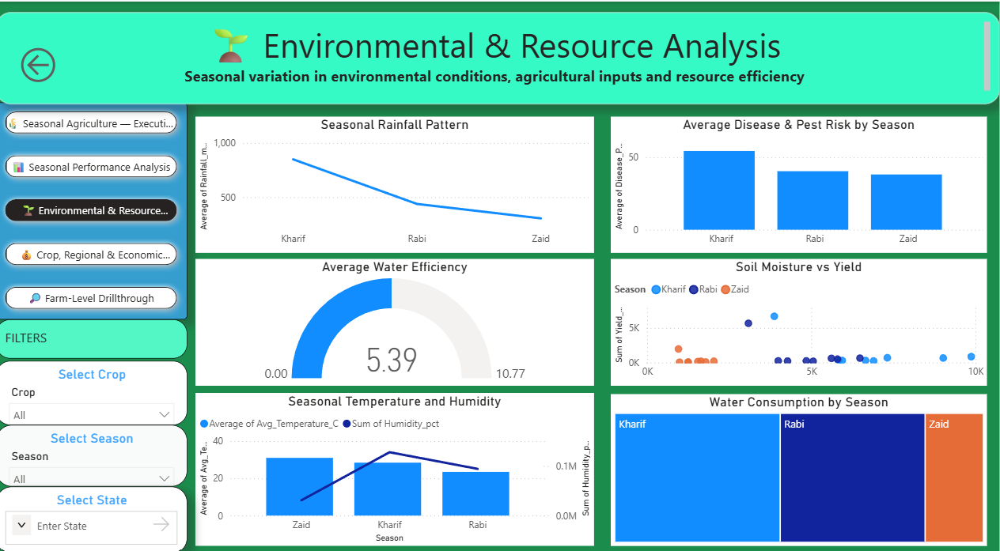 Environmental & Resource Analysis
Seasonal variation in environmental conditions, agricultural inputs and resource efficiency
Seasonal Agriculture — Executi...
Seasonal Performance Analysis
Environmental & Resource...
Crop, Regional & Economic...
Farm-Level Drillthrough
FILTERS
Select Crop
Crop
All
Select Season
Season
All
Select State
Enter State
Seasonal Rainfall Pattern
Average of Rainfall_m...
1,000
500
Kharif Rabi Zaid
Average Disease & Pest Risk by Season
Average of Disease_P...
50
0
Kharif Rabi Zaid
Average Water Efficiency
5.39
0.00 10.77
Soil Moisture vs Yield
Season Kharif Rabi Zaid
Sum of Yield_...
5K
0K
0K 5K 10K
Seasonal Temperature and Humidity
Average of Avg_Temperature_C Sum of Humidity_pct
Average of Avg_Te...
40
20
0
0.1M
0.0M
Sum of Humidity_p...
Zaid Kharif Rabi
Season
Water Consumption by Season
Kharif Rabi Zaid